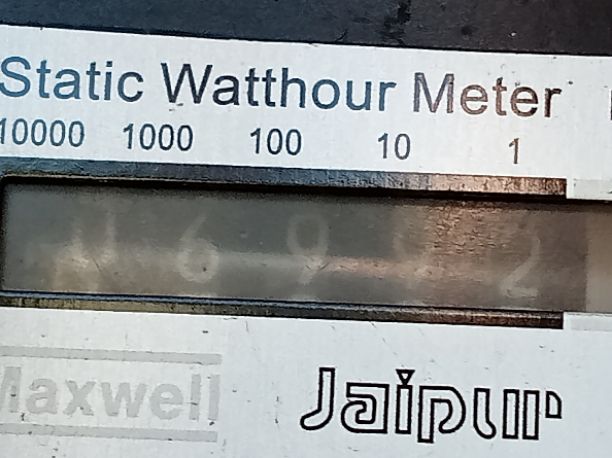 Static Watthour Meter
10000 1000 100 10 1
Maxwell
Jaipur